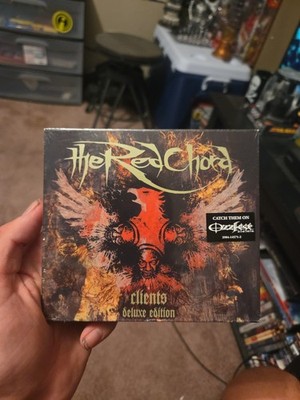 the Red Chord
CATCH THEM ON
Ozzfest
clients
deluxe edition